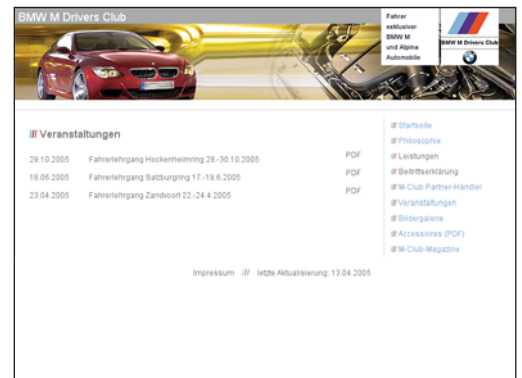 BMW M Drivers Club
Fahrer
exklusiver
BMW M
und Alpina
Automobile
BMW M Drivers Club
/// Veranstaltungen
29.10.2005 Fahrerlehrgang Hockenheimring 28.-30.10.2005 PDF
18.06.2005 Fahrerlehrgang Salzburgring 17.-19.6.2005 PDF
23.04.2005 Fahrerlehrgang Zandvoort 22.-24.4.2005 PDF
/// Startseite
/// Philosophie
/// Leistungen
/// Beitrittserklärung
/// M-Club Partner-Händler
/// Veranstaltungen
/// Bildergalerie
/// Accessoires (PDF)
/// M-Club-Magazine
Impressum /// letzte Aktualisierung: 13.04.2005